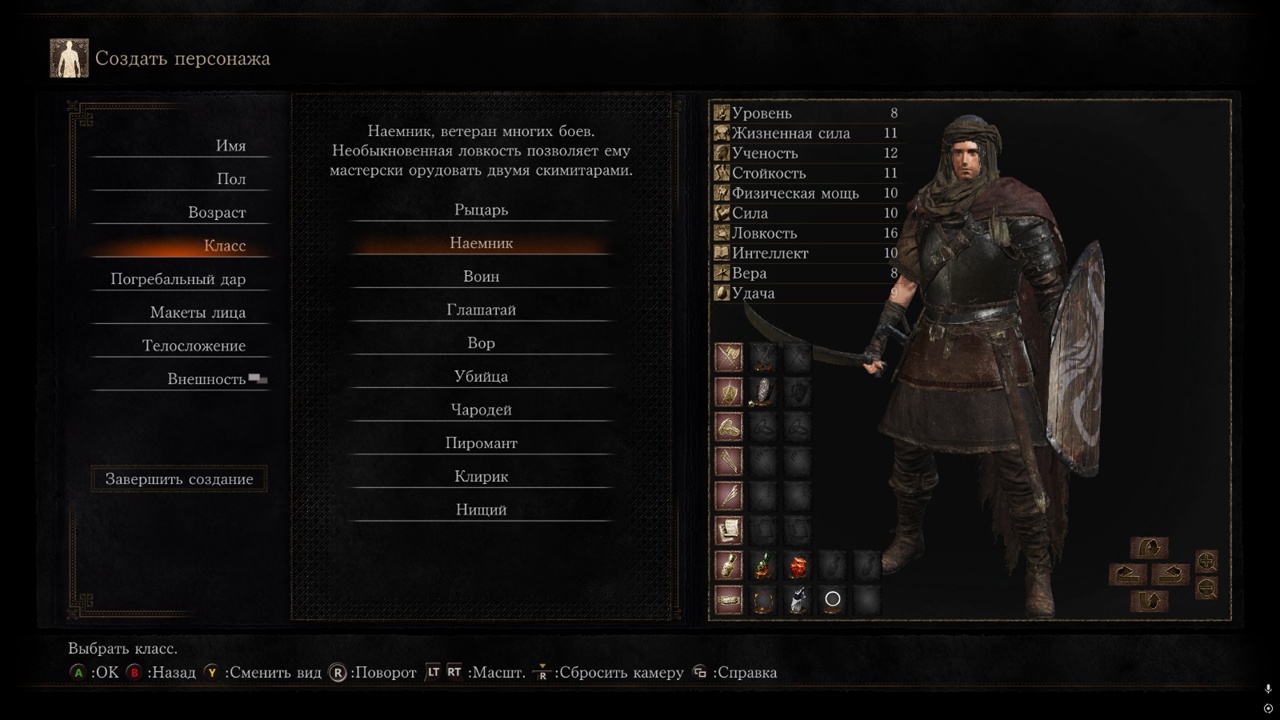 Создать персонажа
Имя
Пол
Возраст
Класс
Погребальный дар
Макеты лица
Телосложение
Внешность
Завершить создание
Наемник, ветеран многих боев.
Необыкновенная ловкость позволяет ему
мастерски орудовать двумя скимитарами.
Рыцарь
Наемник
Воин
Глашатай
Вор
Убийца
Чародей
Пиромант
Клирик
Нищий
Уровень 8
Жизненная сила 11
Ученость 12
Стойкость 11
Физическая мощь 10
Сила 10
Ловкость 16
Интеллект 10
Вера 8
Удача 9
Выбрать класс.
A :OK B :Назад Y :Сменить вид R :Поворот LT RT :Масшт. R :Сбросить камеру :Справка